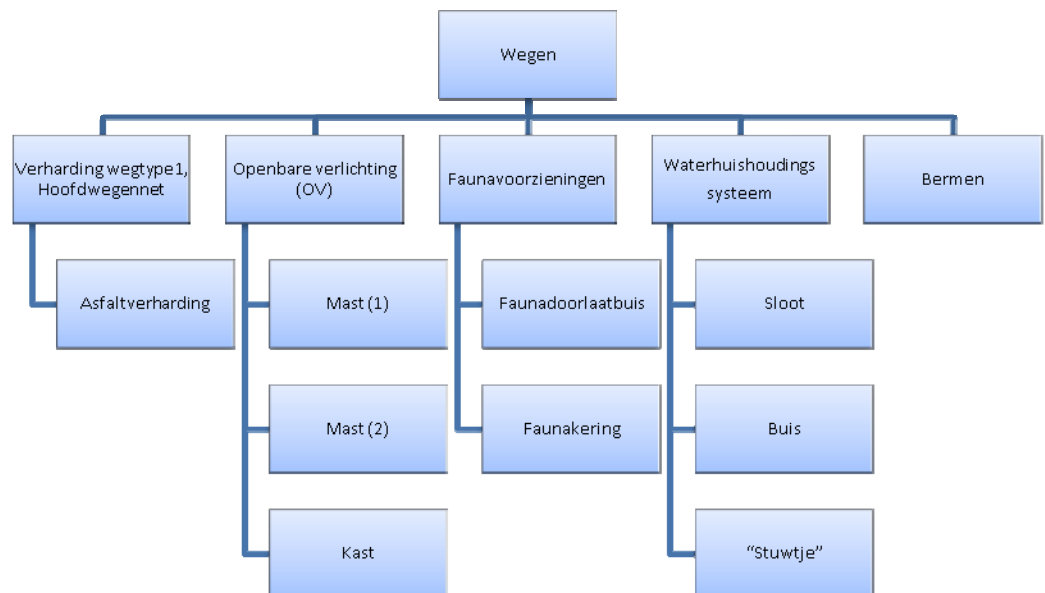 Wegen
Verharding wegtype1,
Hoofdwegennet
Openbare verlichting
(OV)
Faunavoorzieningen
Waterhuishoudings
systeem
Bermen
Asfaltverharding
Mast (1)
Faunadoorlaatbuis
Sloot
Mast (2)
Faunakering
Buis
Kast
“Stuwtje”